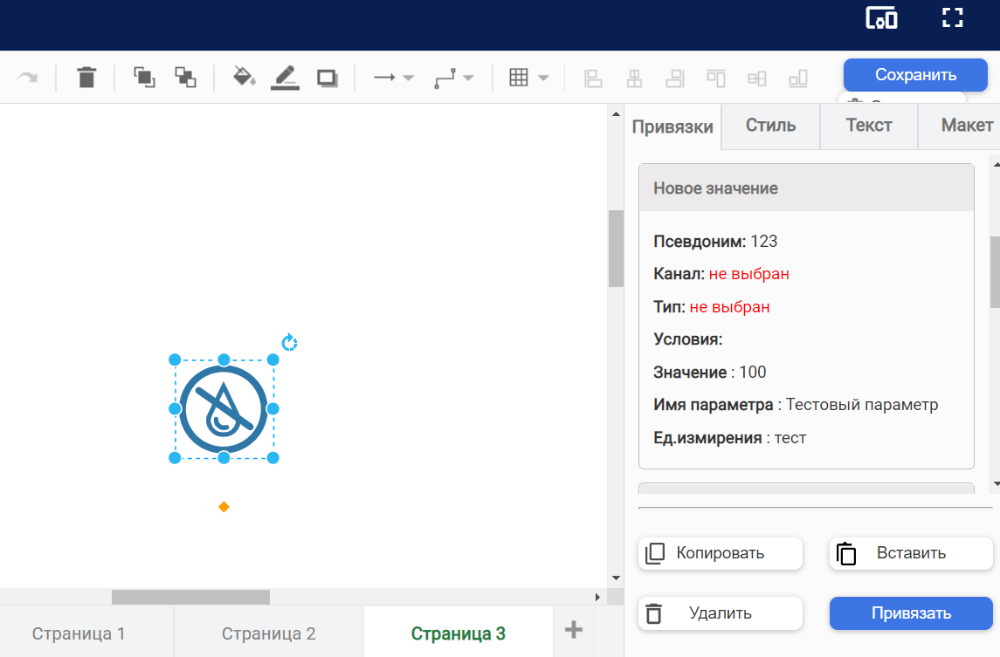 Сохранить
Привязки
Стиль
Текст
Макет
Новое значение
Псевдоним: 123
Канал: не выбран
Тип: не выбран
Условия:
Значение : 100
Имя параметра : Тестовый параметр
Ед.измирения : тест
Копировать
Вставить
Удалить
Привязать
Страница 1
Страница 2
Страница 3